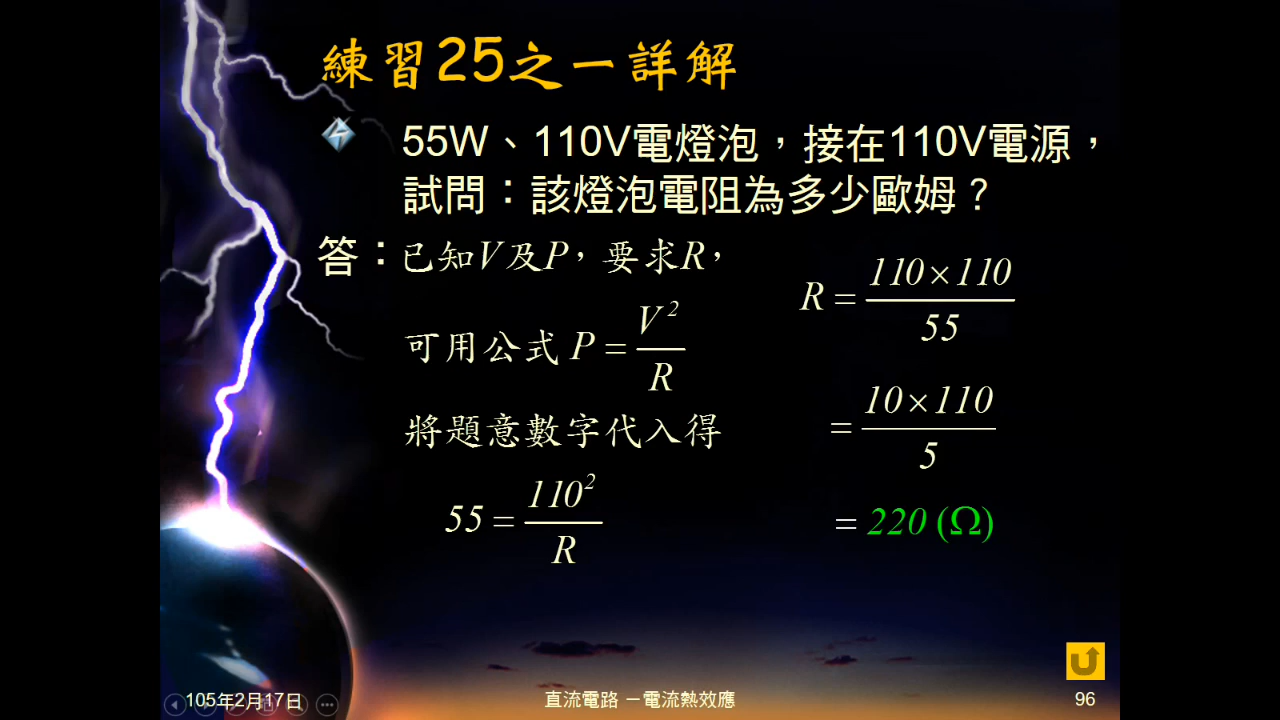 練習25之一詳解
55W、110V電燈泡，接在110V電源，
試問：該燈泡電阻為多少歐姆？
答：已知V及P，要求R，
可用公式 P = V²/R
將題意數字代入得
55 = 110²/R
R = 110×110/55
= 10×110/5
= 220 (Ω)
105年2月17日
直流電路 －電流熱效應
96